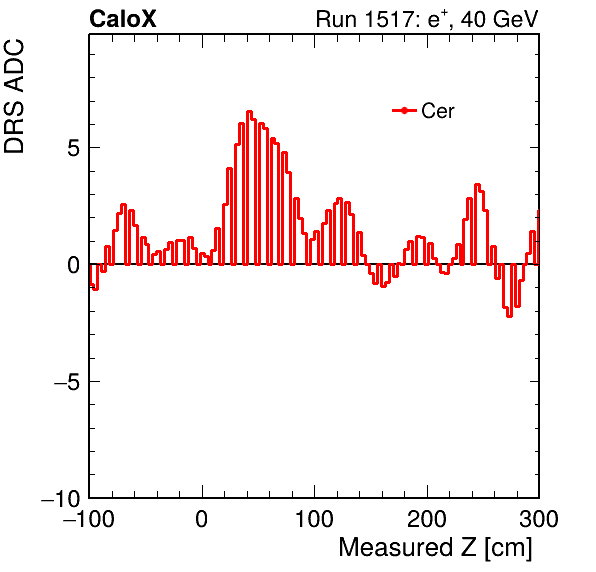 CaloX
Run 1517: e+, 40 GeV
DRS ADC
Cer
5
0
−5
−10
−100 0 100 200 300
Measured Z [cm]